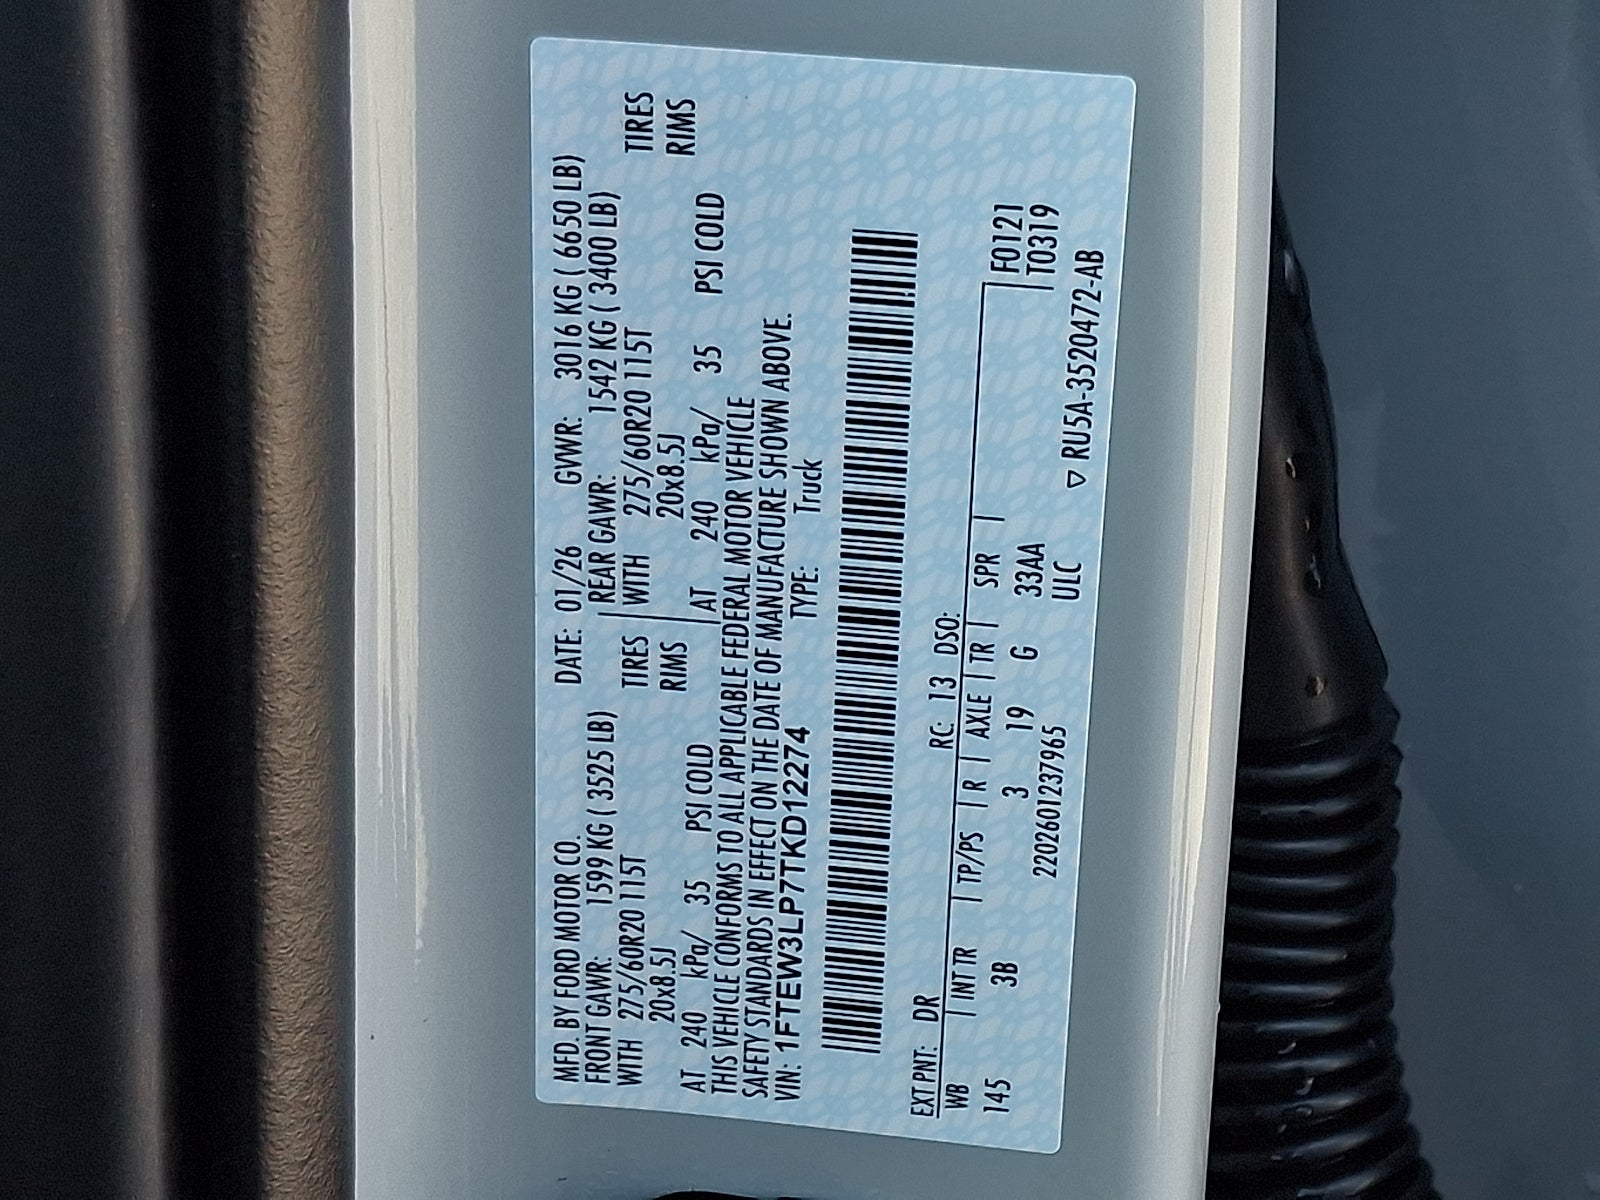 MFD. BY FORD MOTOR CO. DATE: 01/26 GVWR: 3016 KG ( 6650 LB)
FRONT GAWR: 1599 KG ( 3525 LB) REAR GAWR: 1542 KG ( 3400 LB)
WITH 275/60R20 115T TIRES WITH 275/60R20 115T TIRES
20x8.5J RIMS 20x8.5J RIMS
AT 240 kPa/ 35 PSI COLD AT 240 kPa/ 35 PSI COLD
THIS VEHICLE CONFORMS TO ALL APPLICABLE FEDERAL MOTOR VEHICLE
SAFETY STANDARDS IN EFFECT ON THE DATE OF MANUFACTURE SHOWN ABOVE.
VIN: 1FTEW3LP7TKD12274 TYPE: Truck
EXT PNT: DR RC: 13 DSO:
WB INT TR TP/PS R AXLE TR SPR F0121
145 3B 3 19 G 33AA T0319
2202601237965 ULC
▽ RU5A-3520472-AB